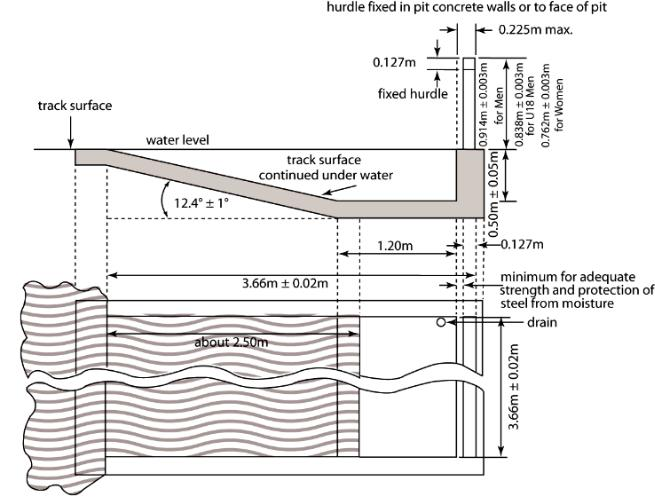 hurdle fixed in pit concrete walls or to face of pit
0.225m max.
0.127m
fixed hurdle
0.914m ± 0.003m
for Men
0.838m ± 0.003m
for U18 Men
0.762m ± 0.003m
for Women
track surface
water level
track surface
continued under water
12.4° ± 1°
0.50m ± 0.05m
1.20m
0.127m
3.66m ± 0.02m
minimum for adequate
strength and protection of
steel from moisture
drain
about 2.50m
3.66m ± 0.02m